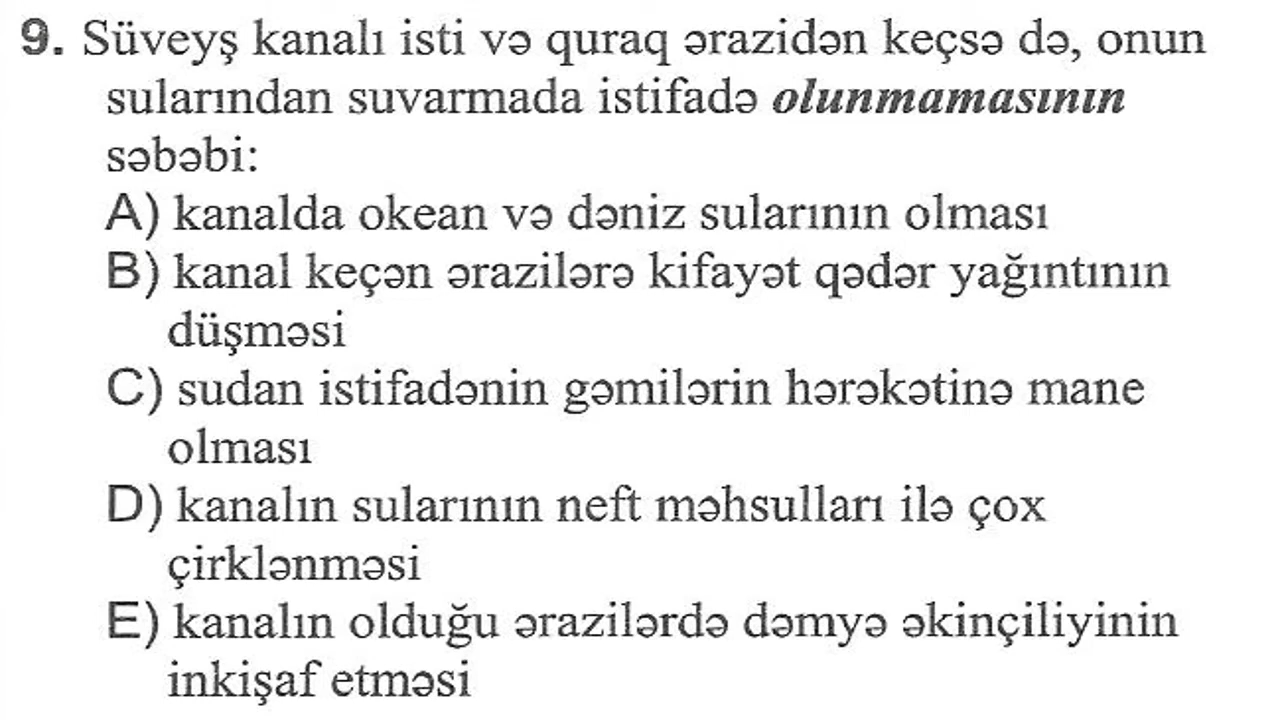 9. Süveyş kanalı isti və quraq ərazidən keçsə də, onun
sularından suvarmada istifadə olunmamasının
səbəbi:
A) kanalda okean və dəniz sularının olması
B) kanal keçən ərazilərə kifayət qədər yağıntının
düşməsi
C) sudan istifadənin gəmilərin hərəkətinə mane
olması
D) kanalın sularının neft məhsulları ilə çox
çirklənməsi
E) kanalın olduğu ərazilərdə dəmyə əkinçiliyinin
inkişaf etməsi